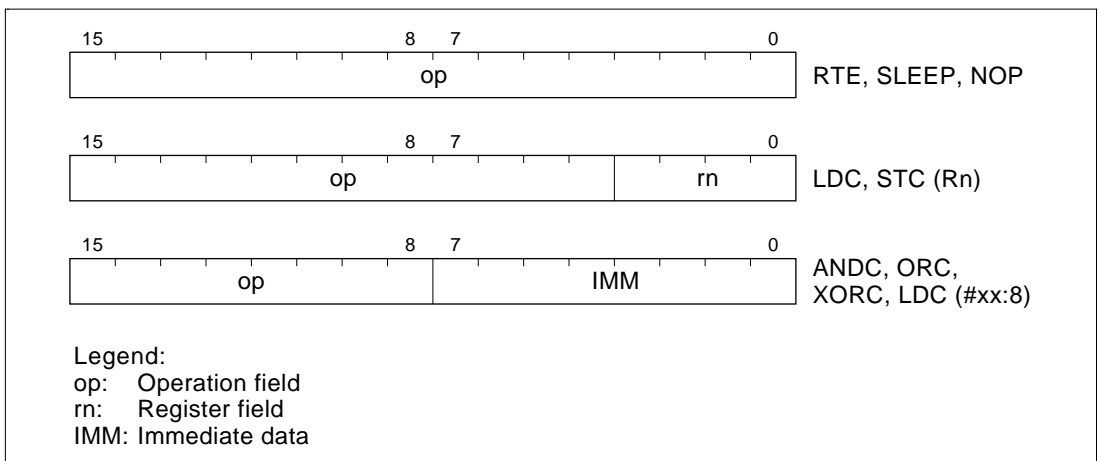 15 8 7 0
op RTE, SLEEP, NOP
15 8 7 0
op rn LDC, STC (Rn)
15 8 7 0
op IMM ANDC, ORC,
XORC, LDC (#xx:8)
Legend:
op: Operation field
rn: Register field
IMM: Immediate data